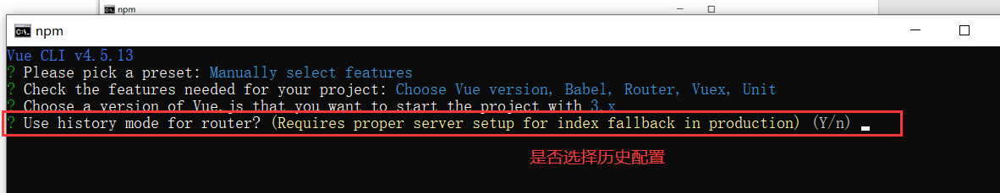 npm
npm
Vue CLI v4.5.13
? Please pick a preset: Manually select features
? Check the features needed for your project: Choose Vue version, Babel, Router, Vuex, Unit
? Choose a version of Vue.js that you want to start the project with 3.x
? Use history mode for router? (Requires proper server setup for index fallback in production) (Y/n)
是否选择历史配置